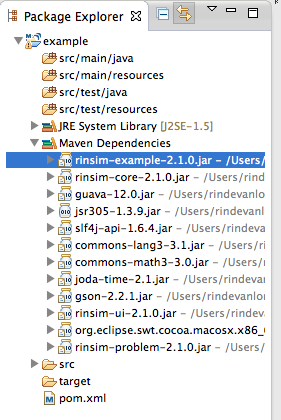 Package Explorer
example
src/main/java
src/main/resources
src/test/java
src/test/resources
JRE System Library [J2SE-1.5]
Maven Dependencies
rinsim-example-2.1.0.jar – /Users/
rinsim-core-2.1.0.jar – /Users/rind
guava-12.0.jar – /Users/rindevanlo
jsr305-1.3.9.jar – /Users/rindevanl
slf4j-api-1.6.4.jar – /Users/rindev
commons-lang3-3.1.jar – /Users/r
commons-math3-3.0.jar – /Users/
joda-time-2.1.jar – /Users/rindeva
gson-2.2.1.jar – /Users/rindevanlo
rinsim-ui-2.1.0.jar – /Users/rinde
org.eclipse.swt.cocoa.macosx.x86_
rinsim-problem-2.1.0.jar – /Users
src
target
pom.xml